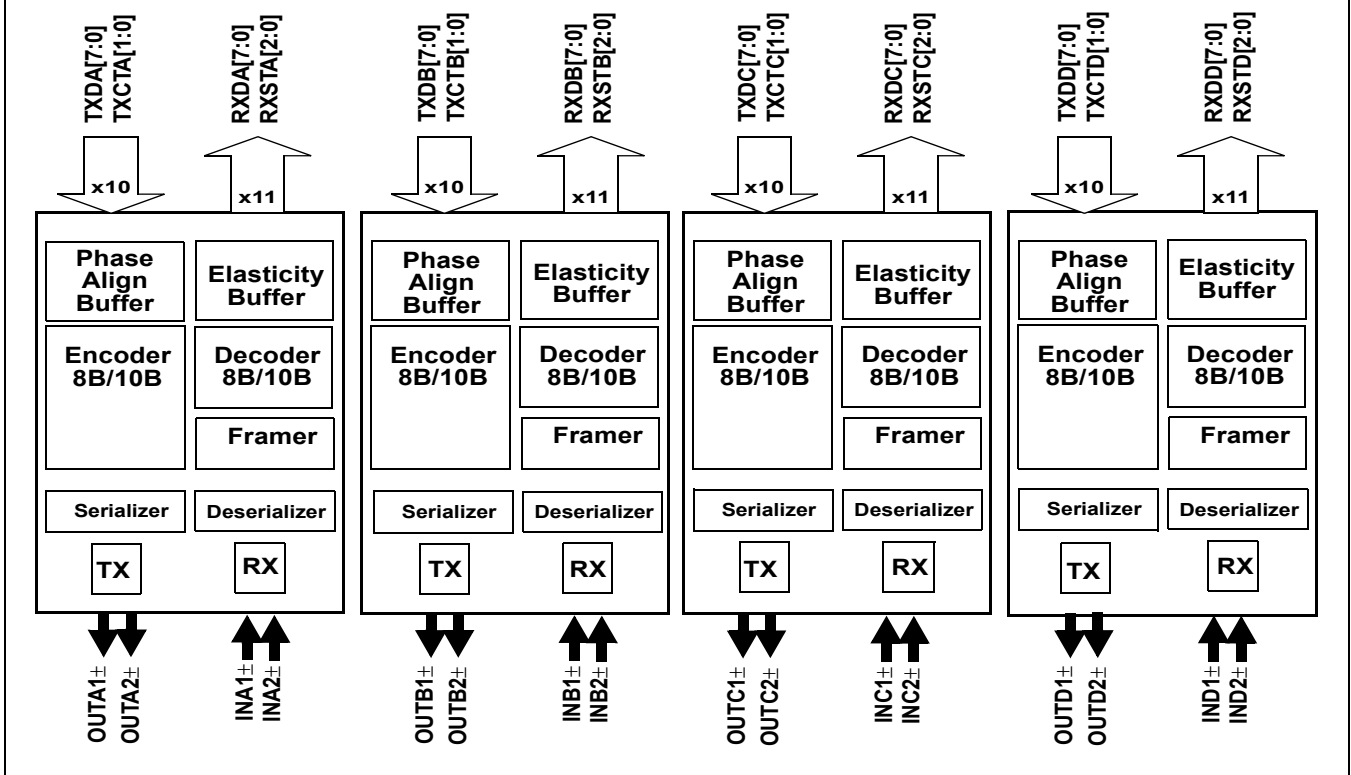 TXDA[7:0]
TXCTA[1:0]
RXDA[7:0]
RXSTA[2:0]
TXDB[7:0]
TXCTB[1:0]
RXDB[7:0]
RXSTB[2:0]
TXDC[7:0]
TXCTC[1:0]
RXDC[7:0]
RXSTC[2:0]
TXDD[7:0]
TXCTD[1:0]
RXDD[7:0]
RXSTD[2:0]
x10
x11
x10
x11
x10
x11
x10
x11
Phase
Align
Buffer
Elasticity
Buffer
Encoder
8B/10B
Decoder
8B/10B
Framer
Serializer
Deserializer
TX
RX
Phase
Align
Buffer
Elasticity
Buffer
Encoder
8B/10B
Decoder
8B/10B
Framer
Serializer
Deserializer
TX
RX
Phase
Align
Buffer
Elasticity
Buffer
Encoder
8B/10B
Decoder
8B/10B
Framer
Serializer
Deserializer
TX
RX
Phase
Align
Buffer
Elasticity
Buffer
Encoder
8B/10B
Decoder
8B/10B
Framer
Serializer
Deserializer
TX
RX
OUTA1±
OUTA2±
INA1±
INA2±
OUTB1±
OUTB2±
INB1±
INB2±
OUTC1±
OUTC2±
INC1±
INC2±
OUTD1±
OUTD2±
IND1±
IND2±